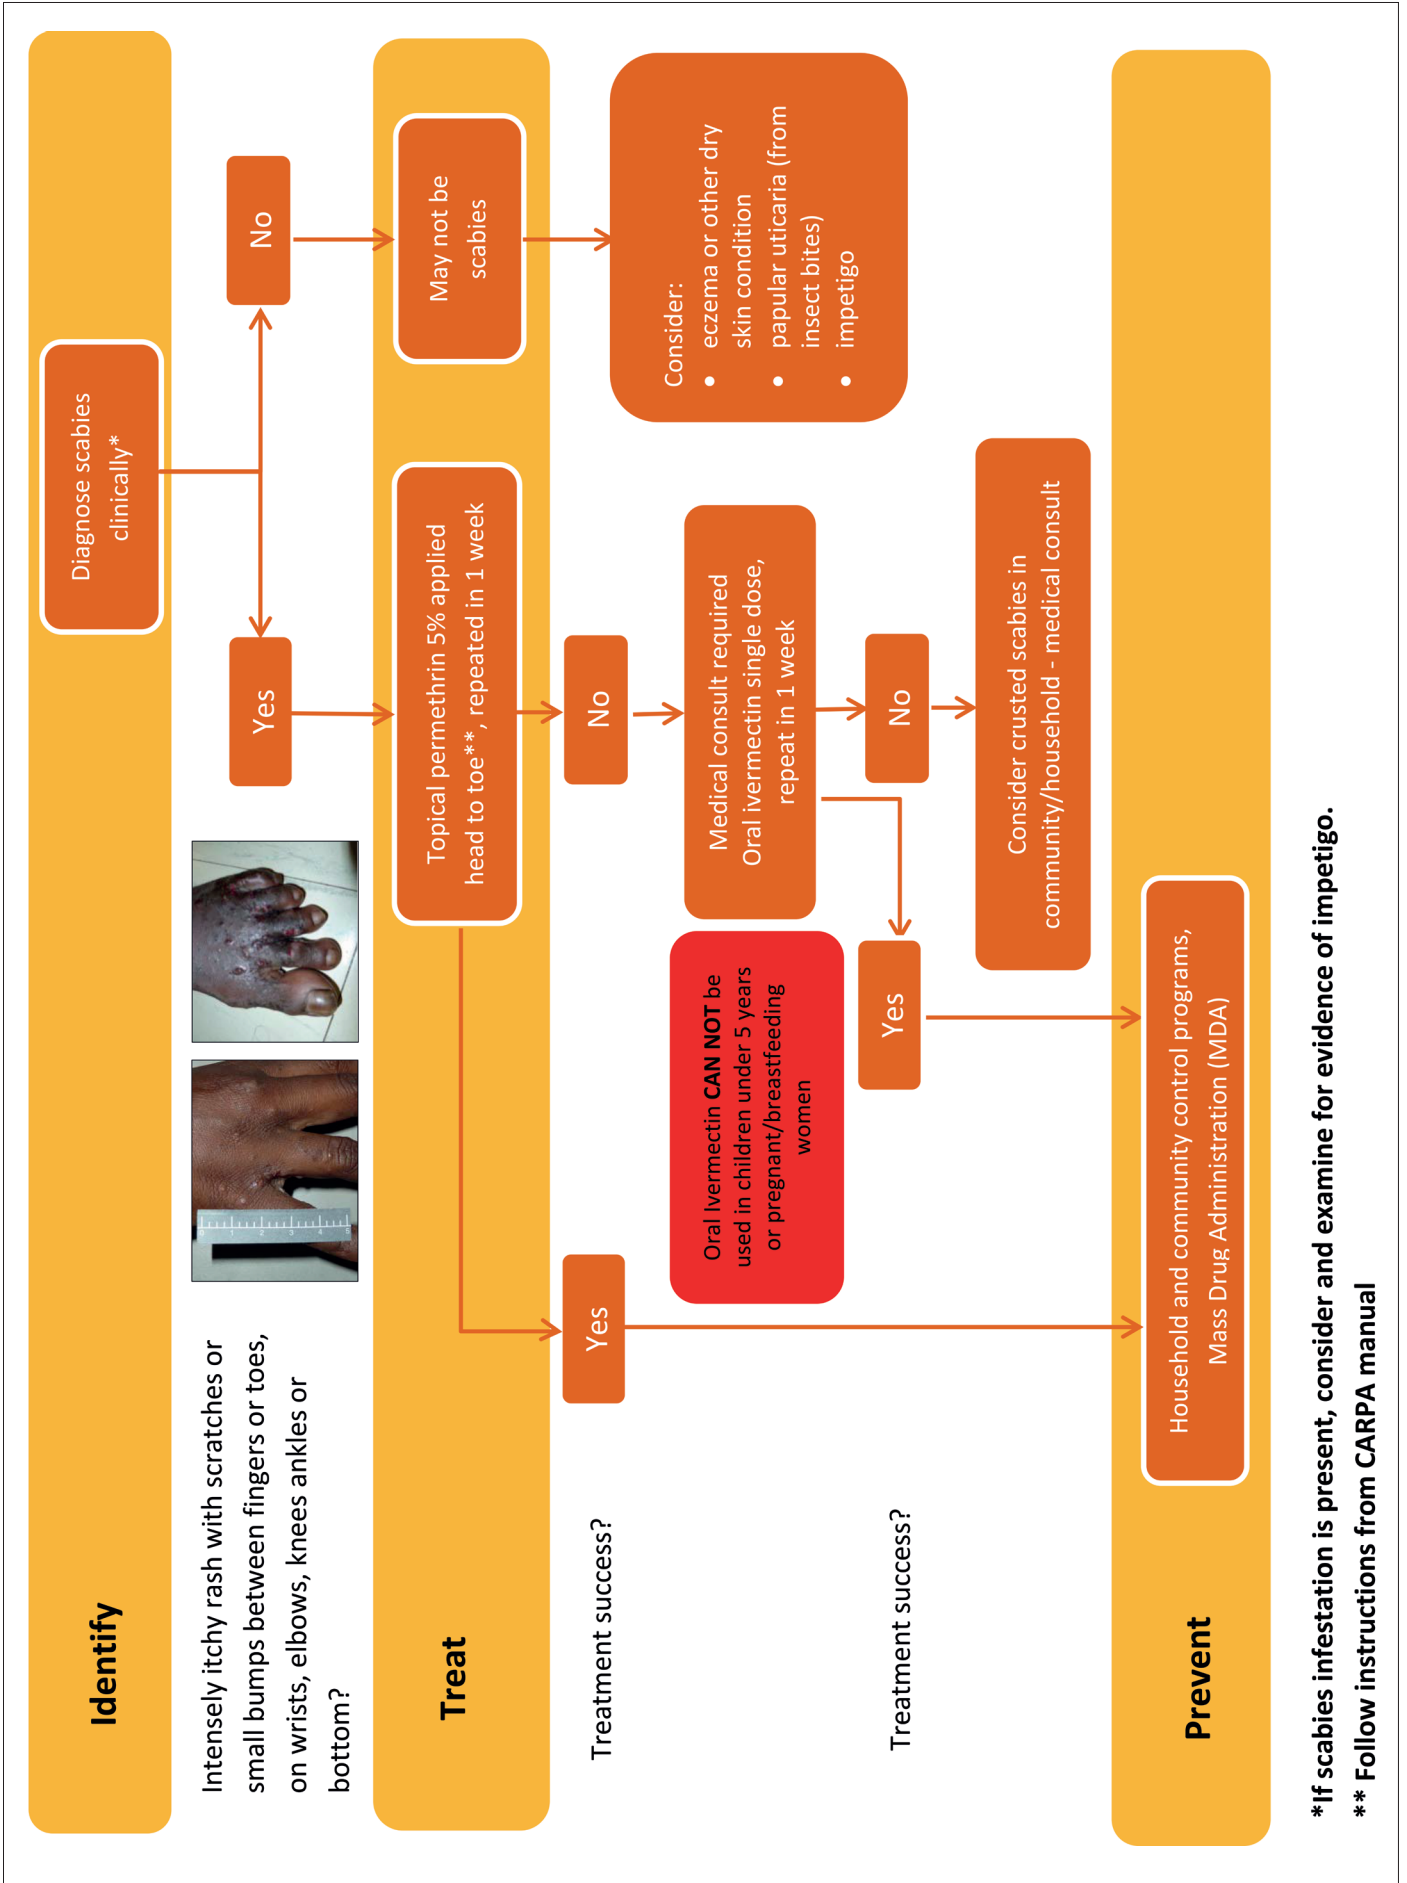 Identify
Diagnose scabies
clinically*
Intensely itchy rash with scratches or
small bumps between fingers or toes,
on wrists, elbows, knees ankles or
bottom?
0
1
2
3
4
5
Yes
No
Treat
Topical permethrin 5% applied
head to toe**, repeated in 1 week
May not be
scabies
Treatment success?
Yes
No
Consider:
• eczema or other dry
skin condition
• papular uticaria (from
insect bites)
• impetigo
Oral Ivermectin CAN NOT be
used in children under 5 years
or pregnant/breastfeeding
women
Medical consult required
Oral ivermectin single dose,
repeat in 1 week
Treatment success?
Yes
No
Consider crusted scabies in
community/household - medical consult
Prevent
Household and community control programs,
Mass Drug Administration (MDA)
*If scabies infestation is present, consider and examine for evidence of impetigo.
** Follow instructions from CARPA manual